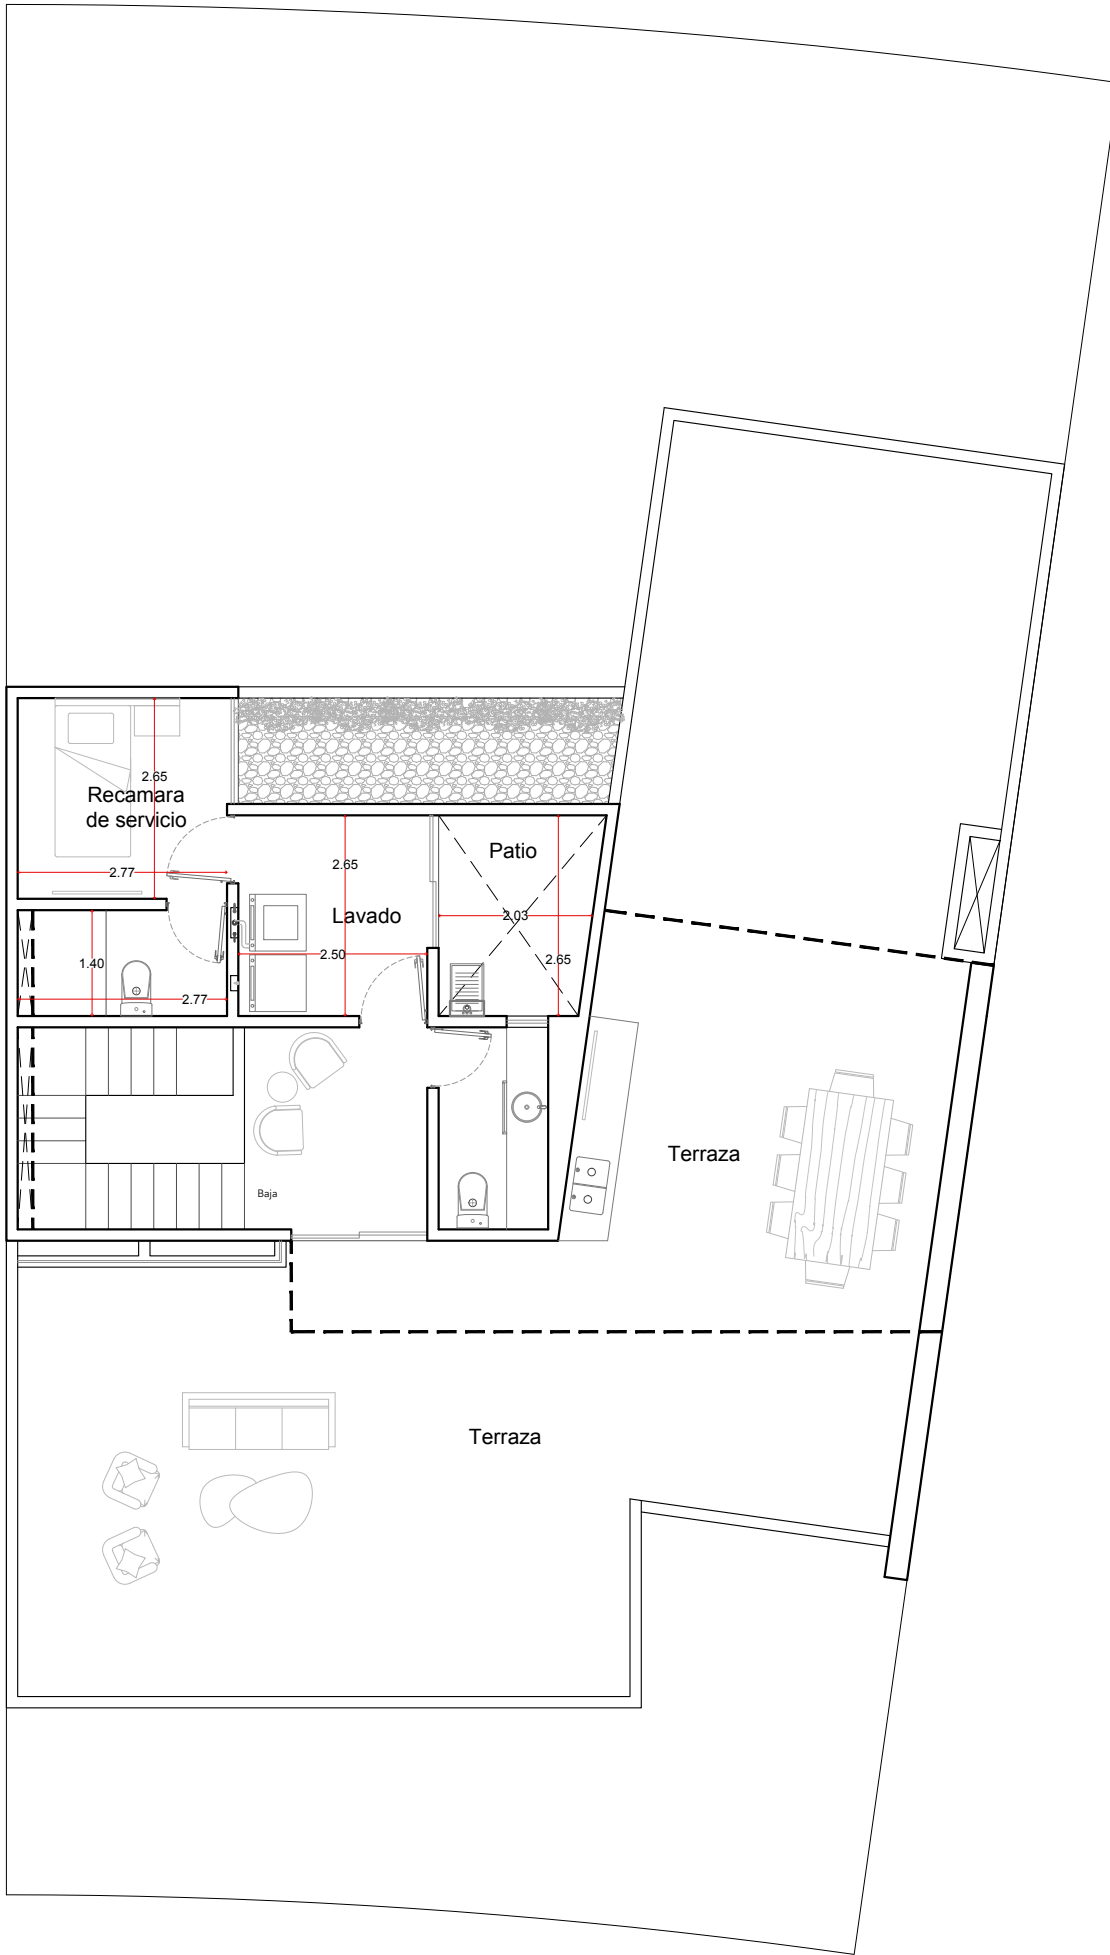 2.65
Recamara
de servicio
2.77
Patio
2.65
Lavado
2.03
2.50
2.65
1.40
2.77
Baja
Terraza
Terraza